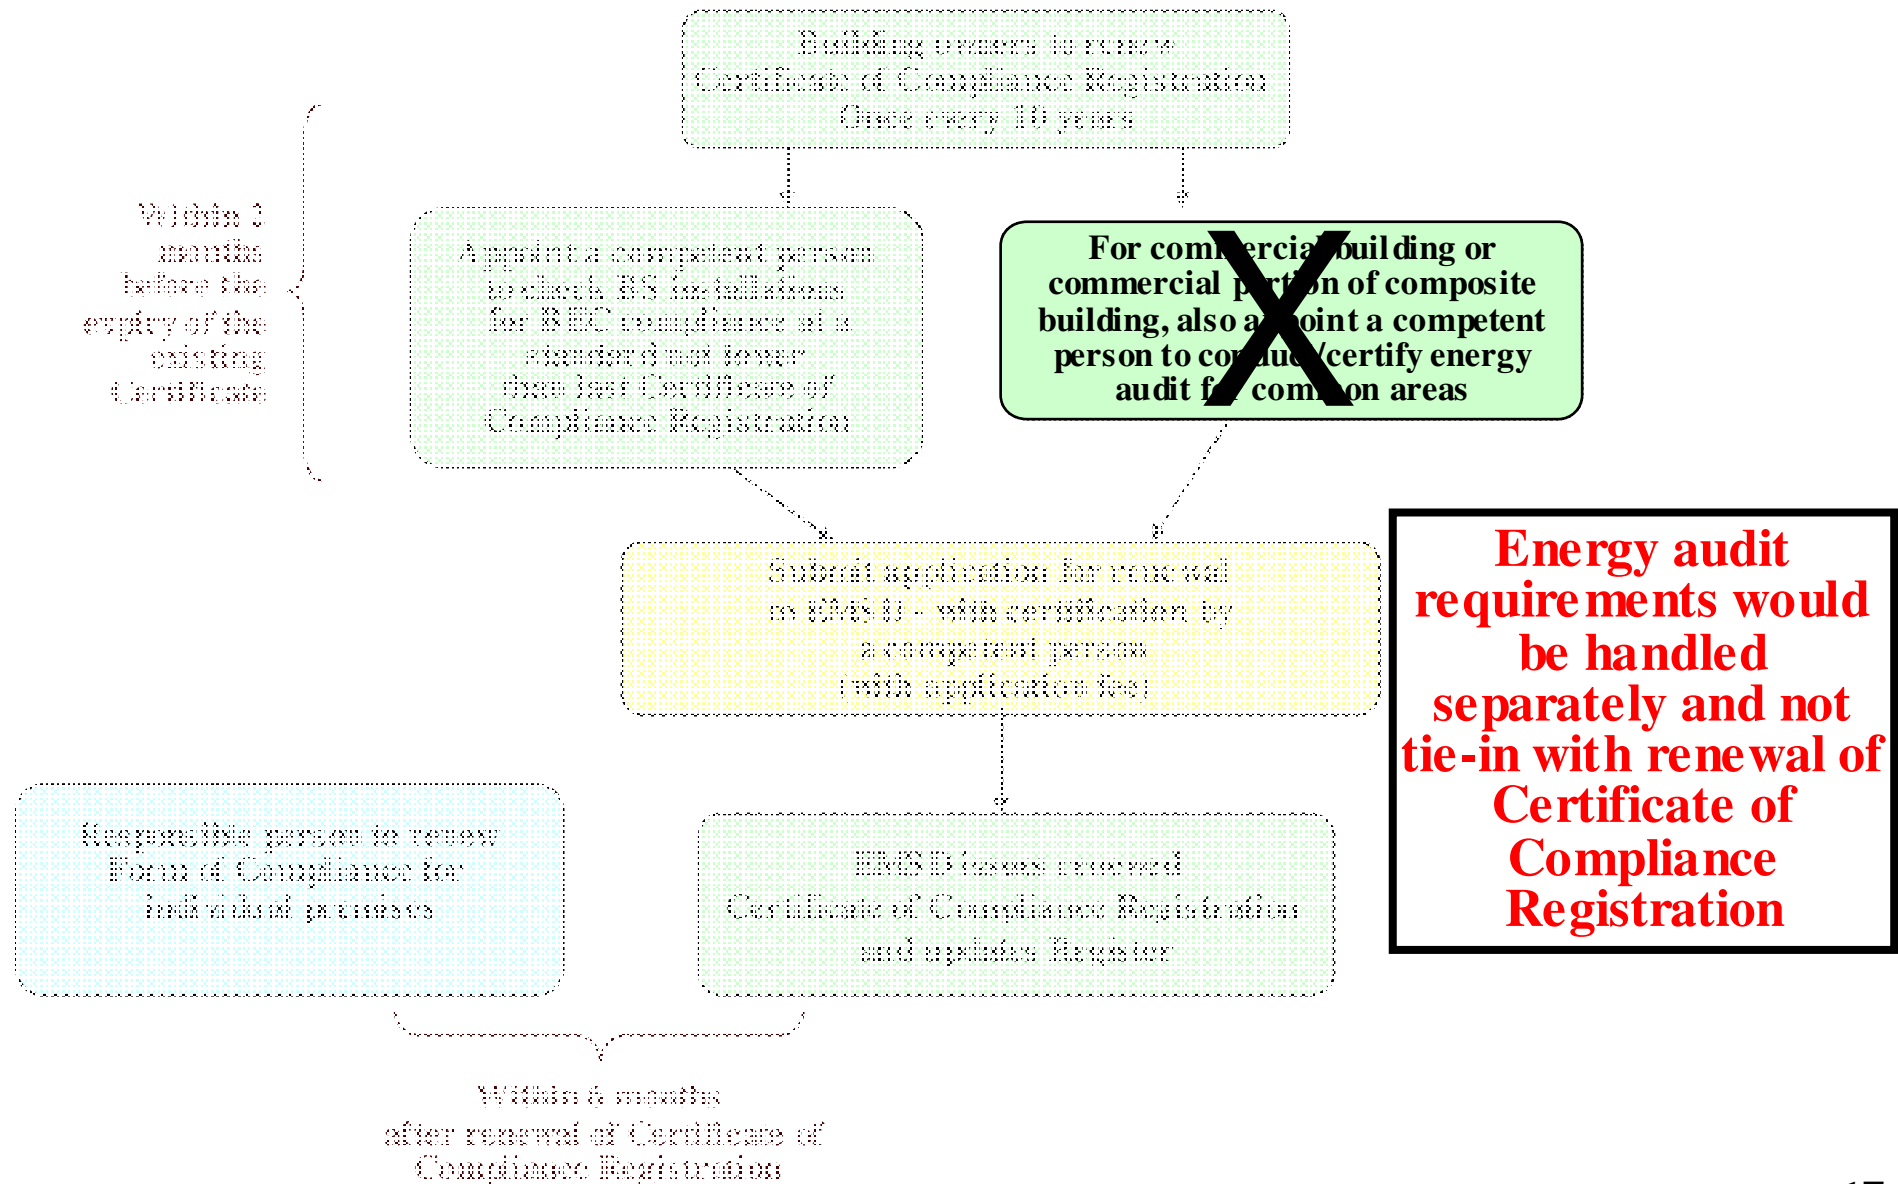 Building owners to renew
Certificate of Compliance Registration
Once every 10 years
Within
months
before the
expiry of the
existing
Certificate
Appoint a competent person
to check BS installations
for BEC compliance at a
standard not lower
than last Certificate of
Compliance Registration
For commercial building or
commercial portion of composite
building, also appoint a competent
person to conduct/certify energy
audit for common areas
X
Submit application for renewal
to EMSD - with certification by
a competent person
(with application fee)
Energy audit
requirements would
be handled
separately and not
tie-in with renewal of
Certificate of
Compliance
Registration
Responsible person to renew
Form of Compliance for
individual premises
EMSD issues renewed
Certificate of Compliance Registration
and updates Register
Within 6 months
after renewal of Certificate of
Compliance Registration